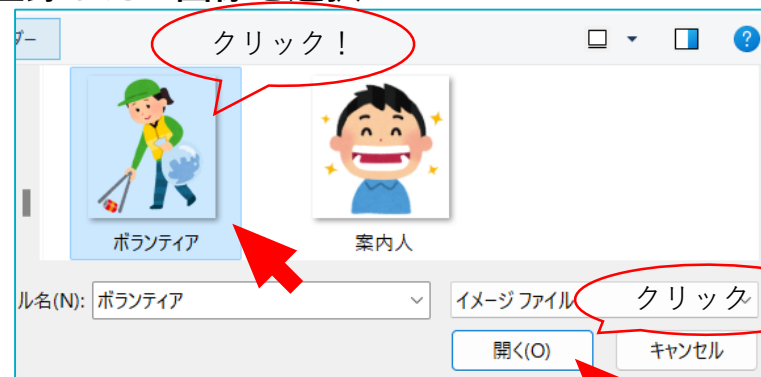 ダー
クリック！
ボランティア
案内人
ル名(N):
ボランティア
イメージ ファイル
クリック
開く(O)
キャンセル